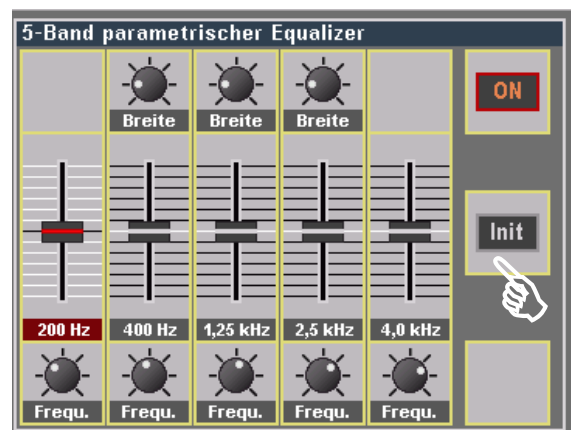 5-Band parametrischer Equalizer
Breite Breite Breite
ON
Init
200 Hz 400 Hz 1,25 kHz 2,5 kHz 4,0 kHz
Frequ. Frequ. Frequ. Frequ. Frequ.